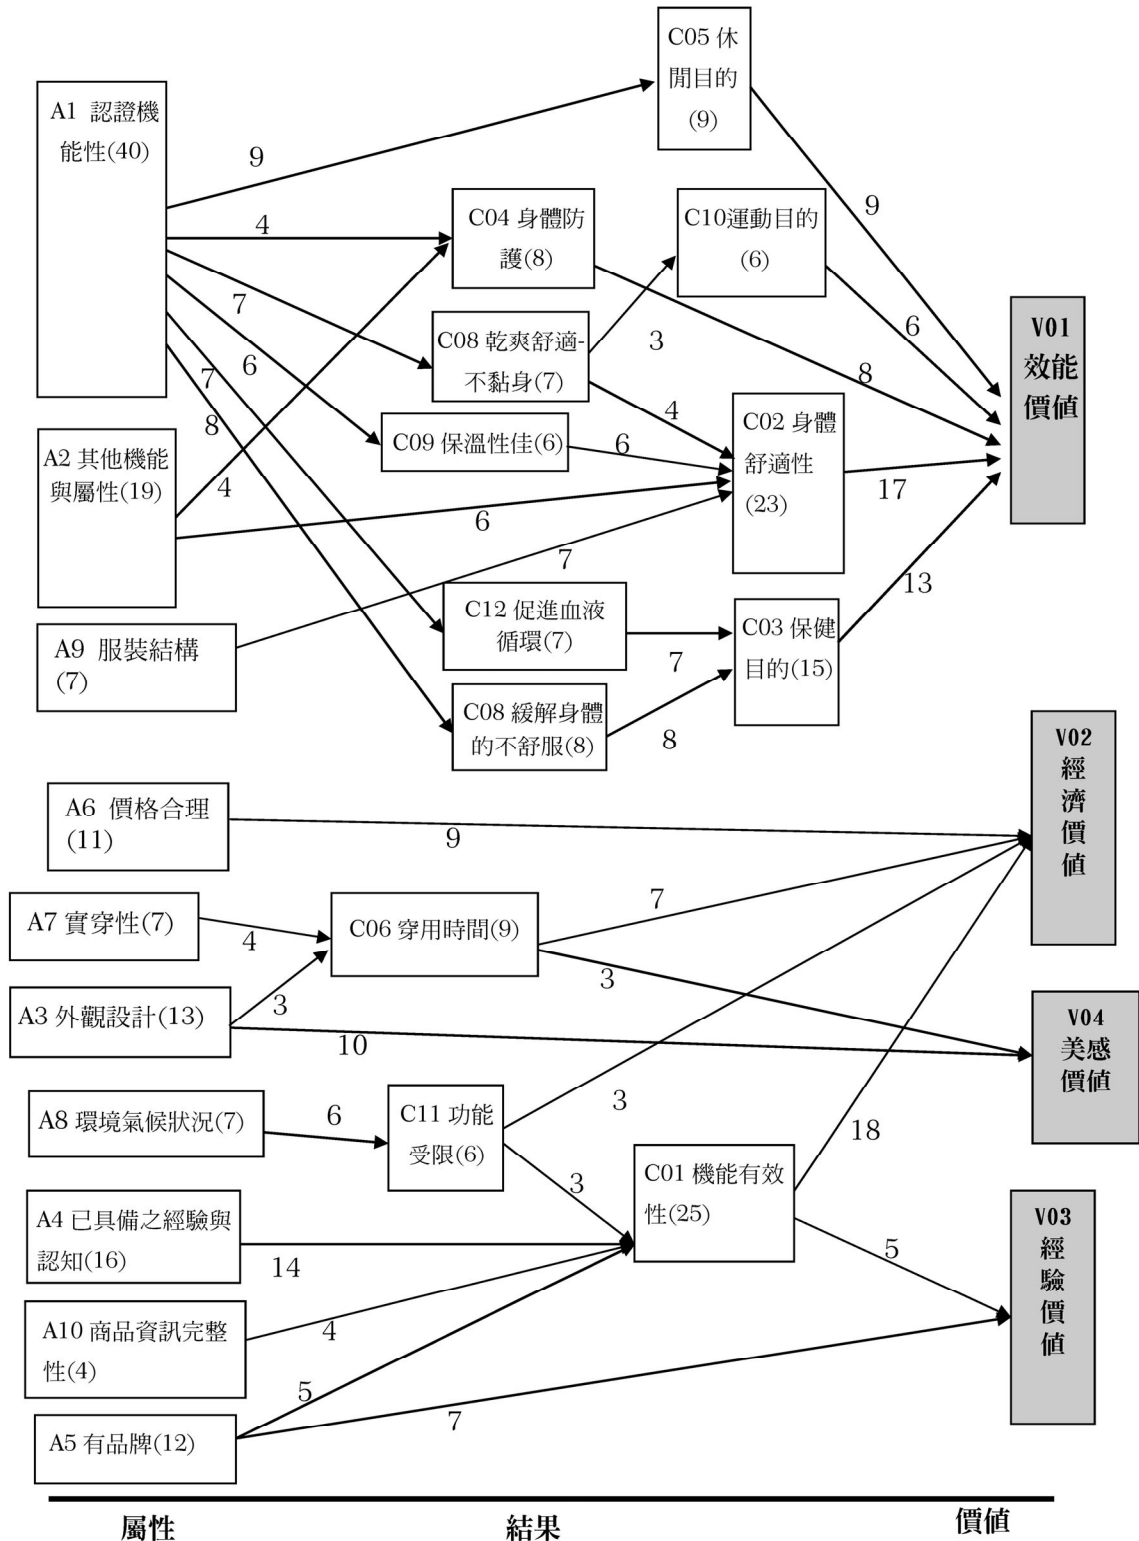 C05 休
閒目的
(9)
A1 認證機
能性(40)
9
C04 身體防
護(8)
C10運動目的
(6)
9
4
7
3
6
V01
效能
價值
C08 乾爽舒適-
不黏身(7)
6
7
8
4
8
C02 身體
舒適性
(23)
C09 保溫性佳(6)
6
17
A2 其他機能
與屬性(19)
4
6
7
13
C12 促進血液
循環(7)
C03 保健
目的(15)
A9 服裝結構
(7)
7
C08 緩解身體
的不舒服(8)
8
V02
經
濟
價
值
A6 價格合理
(11)
9
A7 實穿性(7)
4
C06 穿用時間(9)
7
3
A3 外觀設計(13)
3
10
V04
美感
價值
A8 環境氣候狀況(7)
6
C11 功能
受限(6)
3
18
3
C01 機能有效
性(25)
A4 已具備之經驗與
認知(16)
14
5
V03
經
驗
價
值
A10 商品資訊完整
性(4)
4
5
7
A5 有品牌(12)
屬性
結果
價值